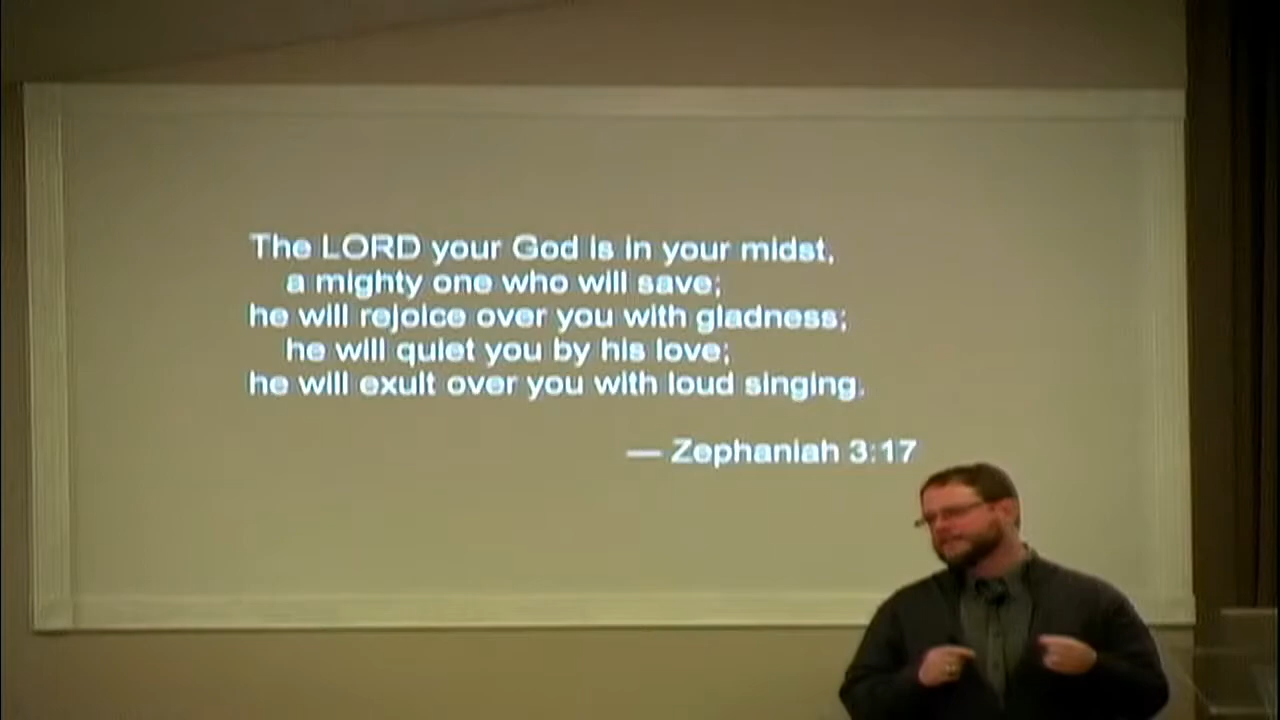 The LORD your God is in your midst,
a mighty one who will save;
he will rejoice over you with gladness;
he will quiet you by his love;
he will exult over you with loud singing.
— Zephaniah 3:17